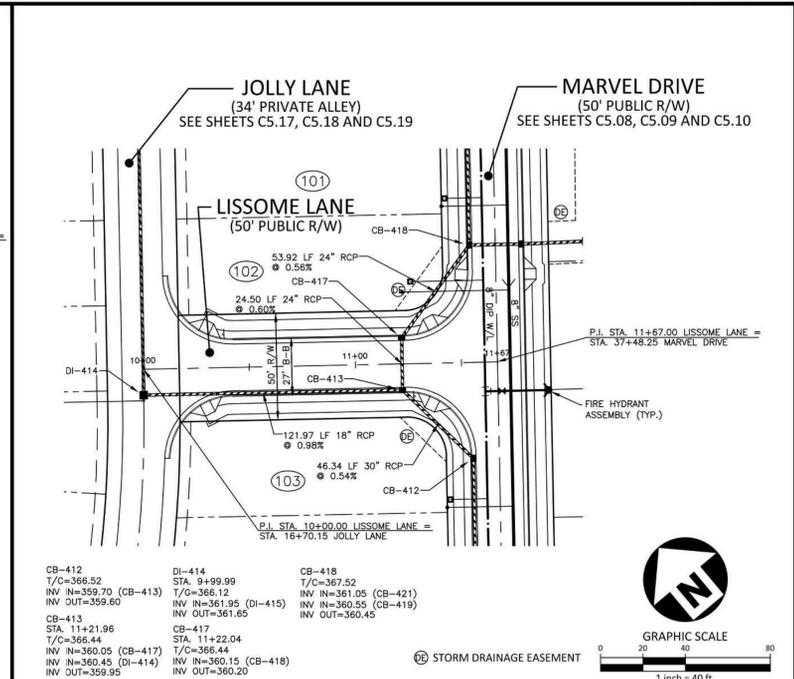 JOLLY LANE
(34' PRIVATE ALLEY)
SEE SHEETS C5.17, C5.18 AND C5.19
MARVEL DRIVE
(50' PUBLIC R/W)
SEE SHEETS C5.08, C5.09 AND C5.10
101
LISSOME LANE
(50' PUBLIC R/W)
DE
CB-418
53.92 LF 24" RCP
@ 0.56%
102
CB-417
DE
24.50 LF 24" RCP
@ 0.60%
8" DIP W/L
8" SS
P.I. STA. 11+67.00 LISSOME LANE =
STA. 37+48.25 MARVEL DRIVE
10+00
50' R/W
27' B-B
11+00
11+67
DI-414
CB-413
FIRE HYDRANT
ASSEMBLY (TYP.)
121.97 LF 18" RCP
@ 0.98%
DE
46.34 LF 30" RCP
@ 0.54%
103
CB-412
P.I. STA. 10+00.00 LISSOME LANE =
STA. 16+70.15 JOLLY LANE
CB-412
T/C=366.52
INV IN=359.70 (CB-413)
INV OUT=359.60
CB-413
STA. 11+21.96
T/C=366.44
INV IN=360.05 (CB-417)
INV IN=360.45 (DI-414)
INV OUT=359.95
DI-414
STA. 9+99.99
T/G=366.12
INV IN=361.95 (DI-415)
INV OUT=361.65
CB-417
STA. 11+22.04
T/C=366.44
INV IN=360.15 (CB-418)
INV OUT=360.20
CB-418
T/C=367.52
INV IN=361.05 (CB-421)
INV IN=360.55 (CB-419)
INV OUT=360.45
DE STORM DRAINAGE EASEMENT
N
GRAPHIC SCALE
0 20 40 80
1 inch = 40 ft.